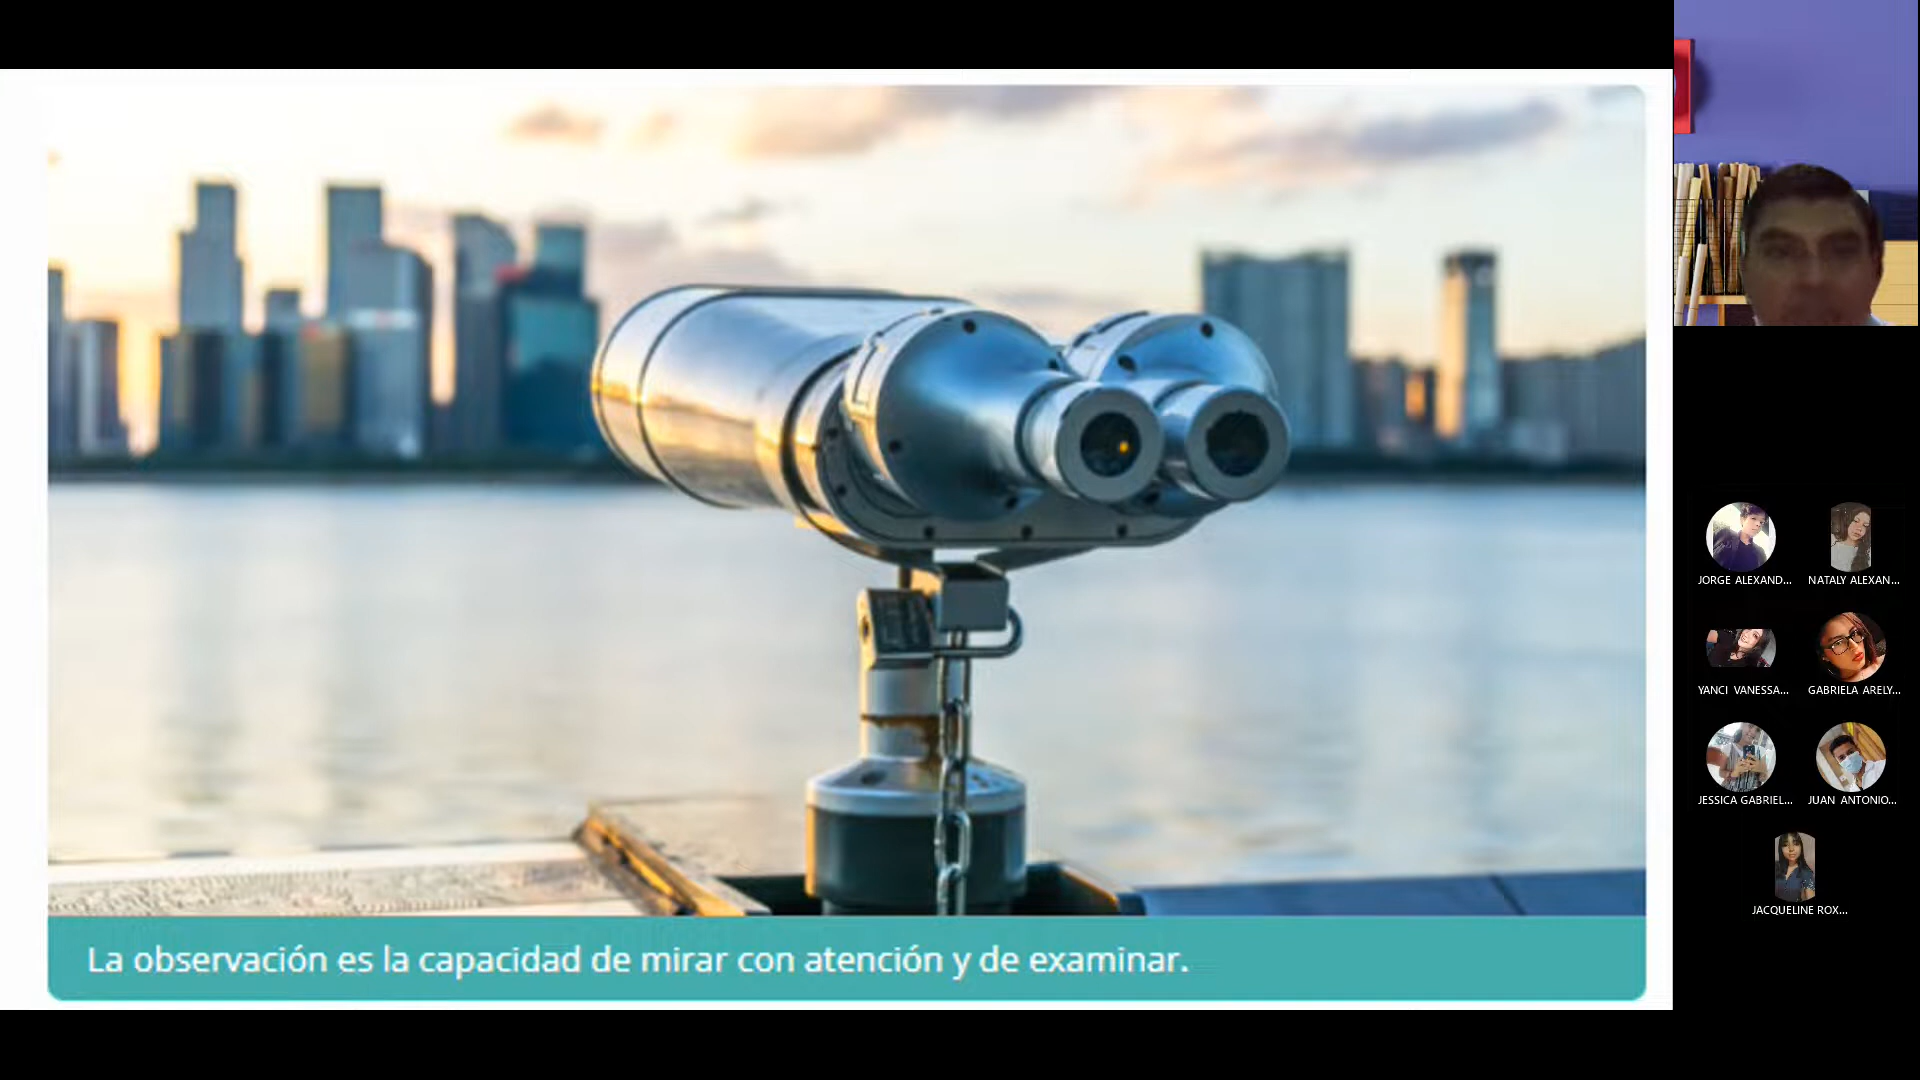 La observación es la capacidad de mirar con atención y de examinar.
JORGE ALEXAND...
NATALY ALEXAN...
YANCI VANESSA...
GABRIELA ARELY...
JESSICA GABRIEL...
JUAN ANTONIO...
JACQUELINE ROX...